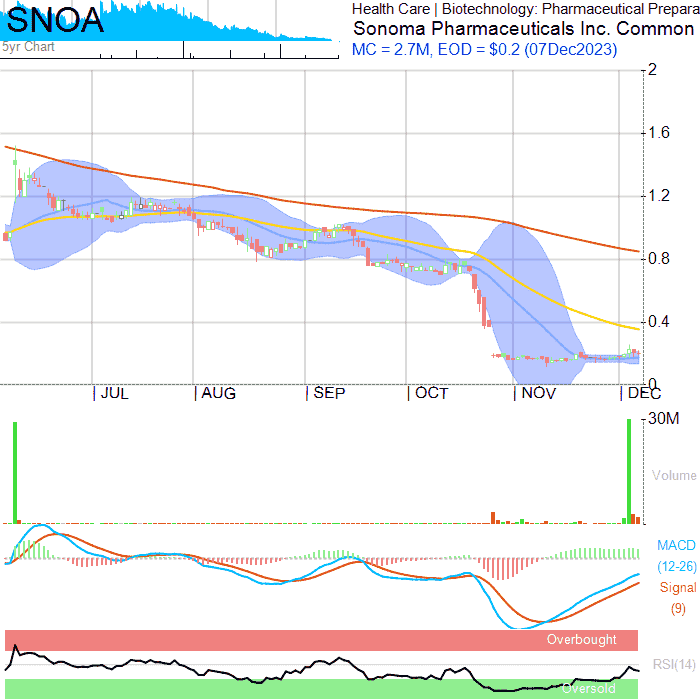 SNOA
Health Care | Biotechnology: Pharmaceutical Prepara
Sonoma Pharmaceuticals Inc. Common
5yr Chart
MC = 2.7M, EOD = $0.2 (07Dec2023)
2
1.6
1.2
0.8
0.4
0
JUL AUG SEP OCT NOV DEC
30M
Volume
MACD
(12-26)
Signal
(9)
Overbought
RSI(14)
Oversold